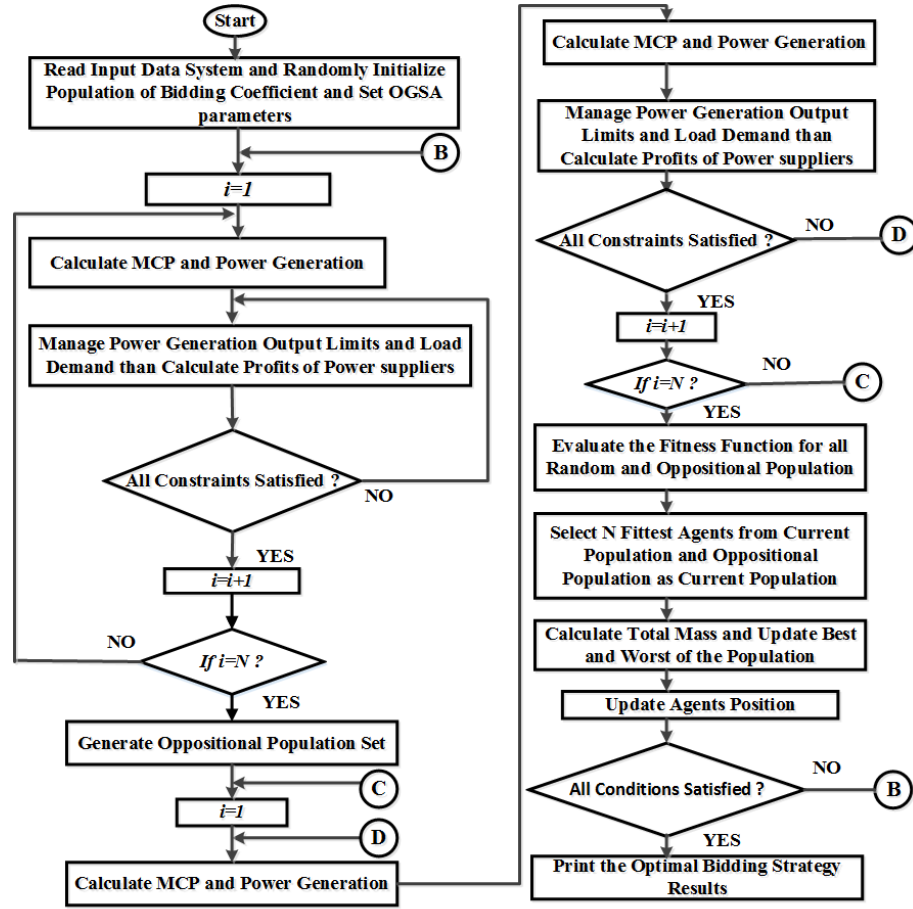 Start
Read Input Data System and Randomly Initialize
Population of Bidding Coefficient and Set OGSA
parameters
B
i=1
Calculate MCP and Power Generation
Manage Power Generation Output Limits and Load
Demand than Calculate Profits of Power suppliers
All Constraints Satisfied ?
NO
YES
i=i+1
NO
If i=N ?
YES
Generate Oppositional Population Set
C
i=1
D
Calculate MCP and Power Generation
Calculate MCP and Power Generation
Manage Power Generation Output
Limits and Load Demand than
Calculate Profits of Power suppliers
All Constraints Satisfied ?
NO
D
YES
i=i+1
If i=N ?
NO
C
YES
Evaluate the Fitness Function for all
Random and Oppositional Population
Select N Fittest Agents from Current
Population and Oppositional
Population as Current Population
Calculate Total Mass and Update Best
and Worst of the Population
Update Agents Position
All Conditions Satisfied ?
NO
B
YES
Print the Optimal Bidding Strategy
Results